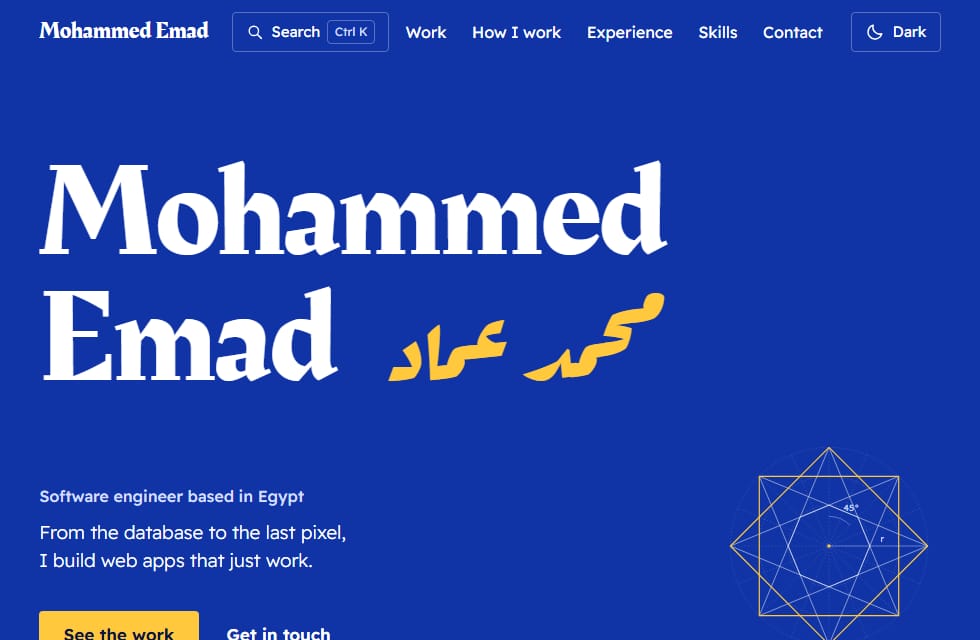 Mohammed Emad
Search Ctrl K
Work
How I work
Experience
Skills
Contact
Dark
Mohammed
Emad محمد عماد
Software engineer based in Egypt
From the database to the last pixel,
I build web apps that just work.
45°
r
See the work
Get in touch